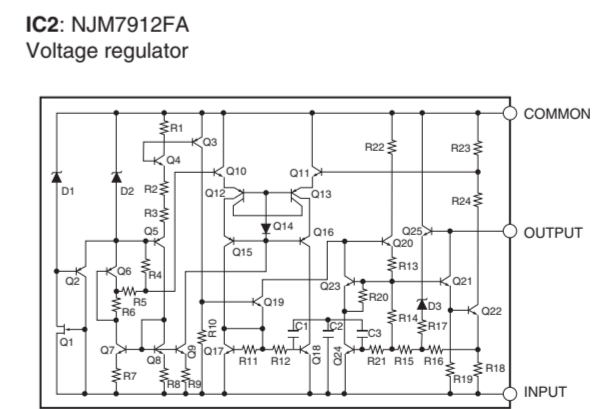 IC2: NJM7912FA
Voltage regulator
COMMON
R1
Q3
R22
R23
Q4
Q10
Q11
D1
D2
R2
Q12
Q13
R24
R3
Q14
Q5
Q16
Q25
OUTPUT
Q15
Q20
Q2
Q6
R4
R13
Q23
Q21
R5
R20
R6
Q19
D3
Q22
R10
C1
C2
C3
R14
R17
Q1
Q7
Q8
Q9
Q17
R11
R12
Q18
Q24
R21
R15
R16
R7
R8
R9
R19
R18
INPUT